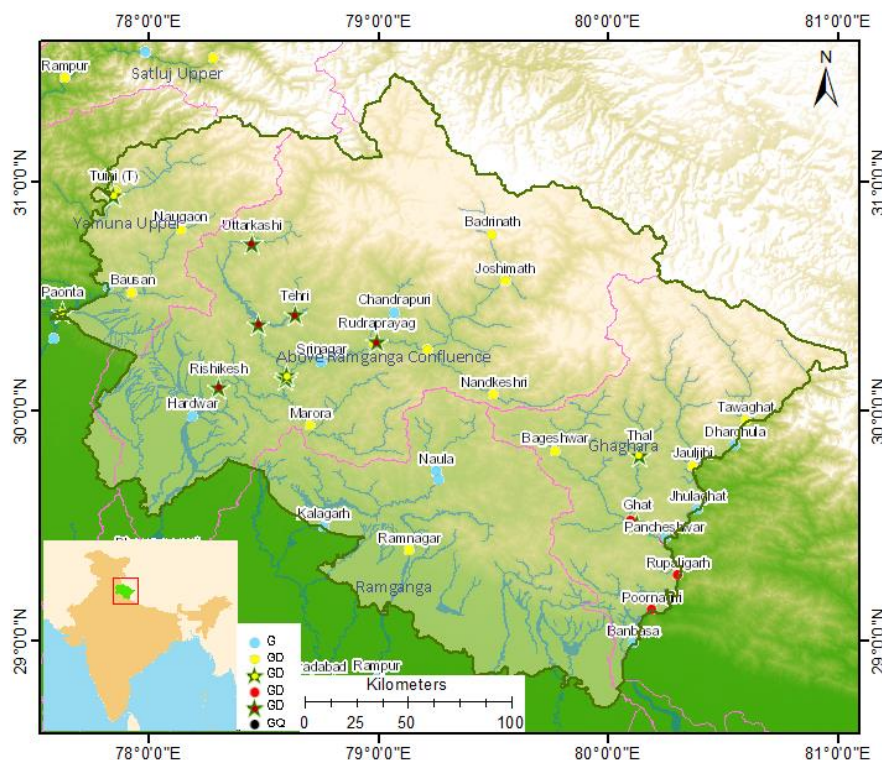 78°0'0"E 79°0'0"E 80°0'0"E 81°0'0"E
Rampur
Satluj Upper
N
31°0'0"N
31°0'0"N
Tuini (T)
Naugaon
Yamuna Upper
Uttarkashi
Badrinath
Joshimath
Bausan
Paonta
Tehri
Chandrapuri
Rudraprayag
Srinagar
Above Ramganga Confluence
Rishikesh
Nandkeshri
Hardwar
Marora
30°0'0"N
30°0'0"N
Tawaghat
Dharchula
Bageshwar
Thal
Ghaghara
Jauljibi
Naula
Jhulaghat
Ghat
Kalagarh
Pancheshwar
Ramnagar
Rupaligarh
Ramganga
Poornagiri
Banbasa
29°0'0"N
29°0'0"N
G
GD
GD
GD
GD
GQ
radabad
Rampur
Kilometers
0 25 50 100
78°0'0"E 79°0'0"E 80°0'0"E 81°0'0"E